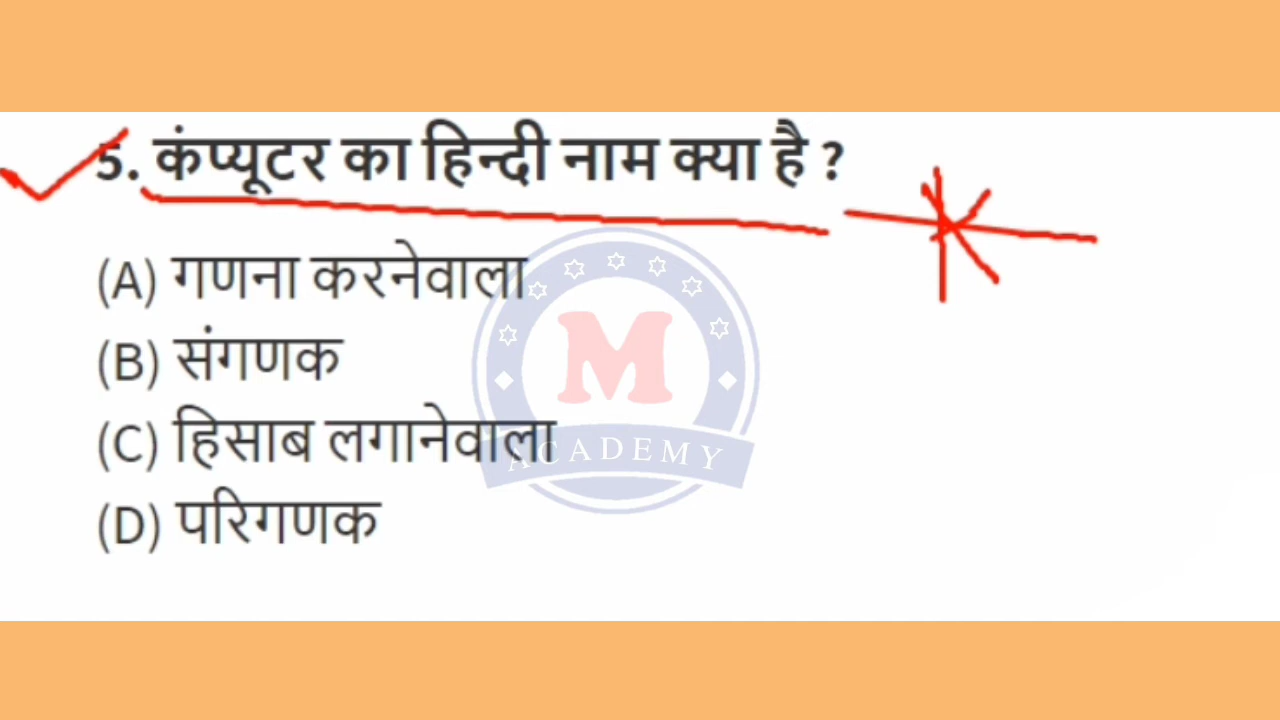 5. कंप्यूटर का हिन्दी नाम क्या है ?
(A) गणना करनेवाला
(B) संगणक
(C) हिसाब लगानेवाला
(D) परिगणक
M
ACADEMY